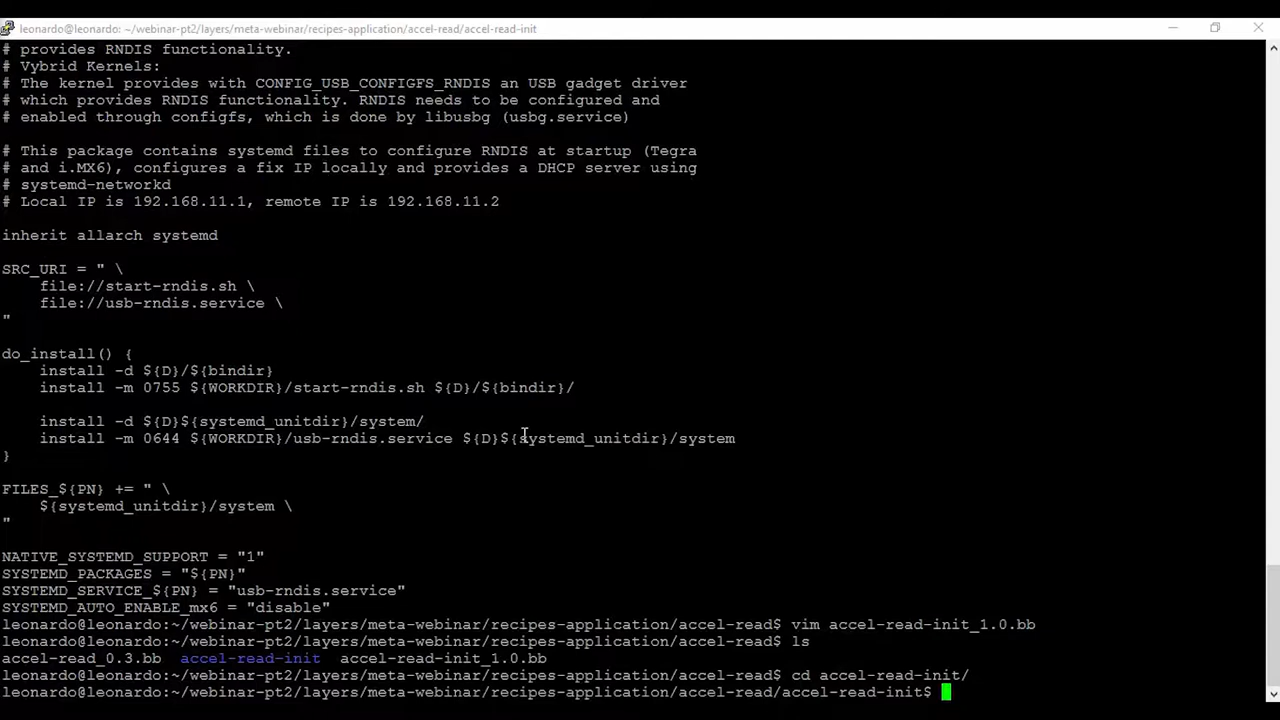 leonardo@leonardo: ~/webinar-pt2/layers/meta-webinar/recipes-application/accel-read/accel-read-init
# provides RNDIS functionality.
# Vybrid Kernels:
# The kernel provides with CONFIG_USB_CONFIGFS_RNDIS an USB gadget driver
# which provides RNDIS functionality. RNDIS needs to be configured and
# enabled through configfs, which is done by libusbg (usbg.service)
# This package contains systemd files to configure RNDIS at startup (Tegra
# and i.MX6), configures a fix IP locally and provides a DHCP server using
# systemd-networkd
# Local IP is 192.168.11.1, remote IP is 192.168.11.2
inherit allarch systemd
SRC_URI = " \
    file://start-rndis.sh \
    file://usb-rndis.service \
"
do_install() {
    install -d ${D}/${bindir}
    install -m 0755 ${WORKDIR}/start-rndis.sh ${D}/${bindir}/
    install -d ${D}${systemd_unitdir}/system/
    install -m 0644 ${WORKDIR}/usb-rndis.service ${D}${systemd_unitdir}/system
}
FILES_${PN} += " \
    ${systemd_unitdir}/system \
"
NATIVE_SYSTEMD_SUPPORT = "1"
SYSTEMD_PACKAGES = "${PN}"
SYSTEMD_SERVICE_${PN} = "usb-rndis.service"
SYSTEMD_AUTO_ENABLE_mx6 = "disable"
leonardo@leonardo:~/webinar-pt2/layers/meta-webinar/recipes-application/accel-read$ vim accel-read-init_1.0.bb
leonardo@leonardo:~/webinar-pt2/layers/meta-webinar/recipes-application/accel-read$ ls
accel-read_0.3.bb  accel-read-init  accel-read-init_1.0.bb
leonardo@leonardo:~/webinar-pt2/layers/meta-webinar/recipes-application/accel-read$ cd accel-read-init/
leonardo@leonardo:~/webinar-pt2/layers/meta-webinar/recipes-application/accel-read/accel-read-init$